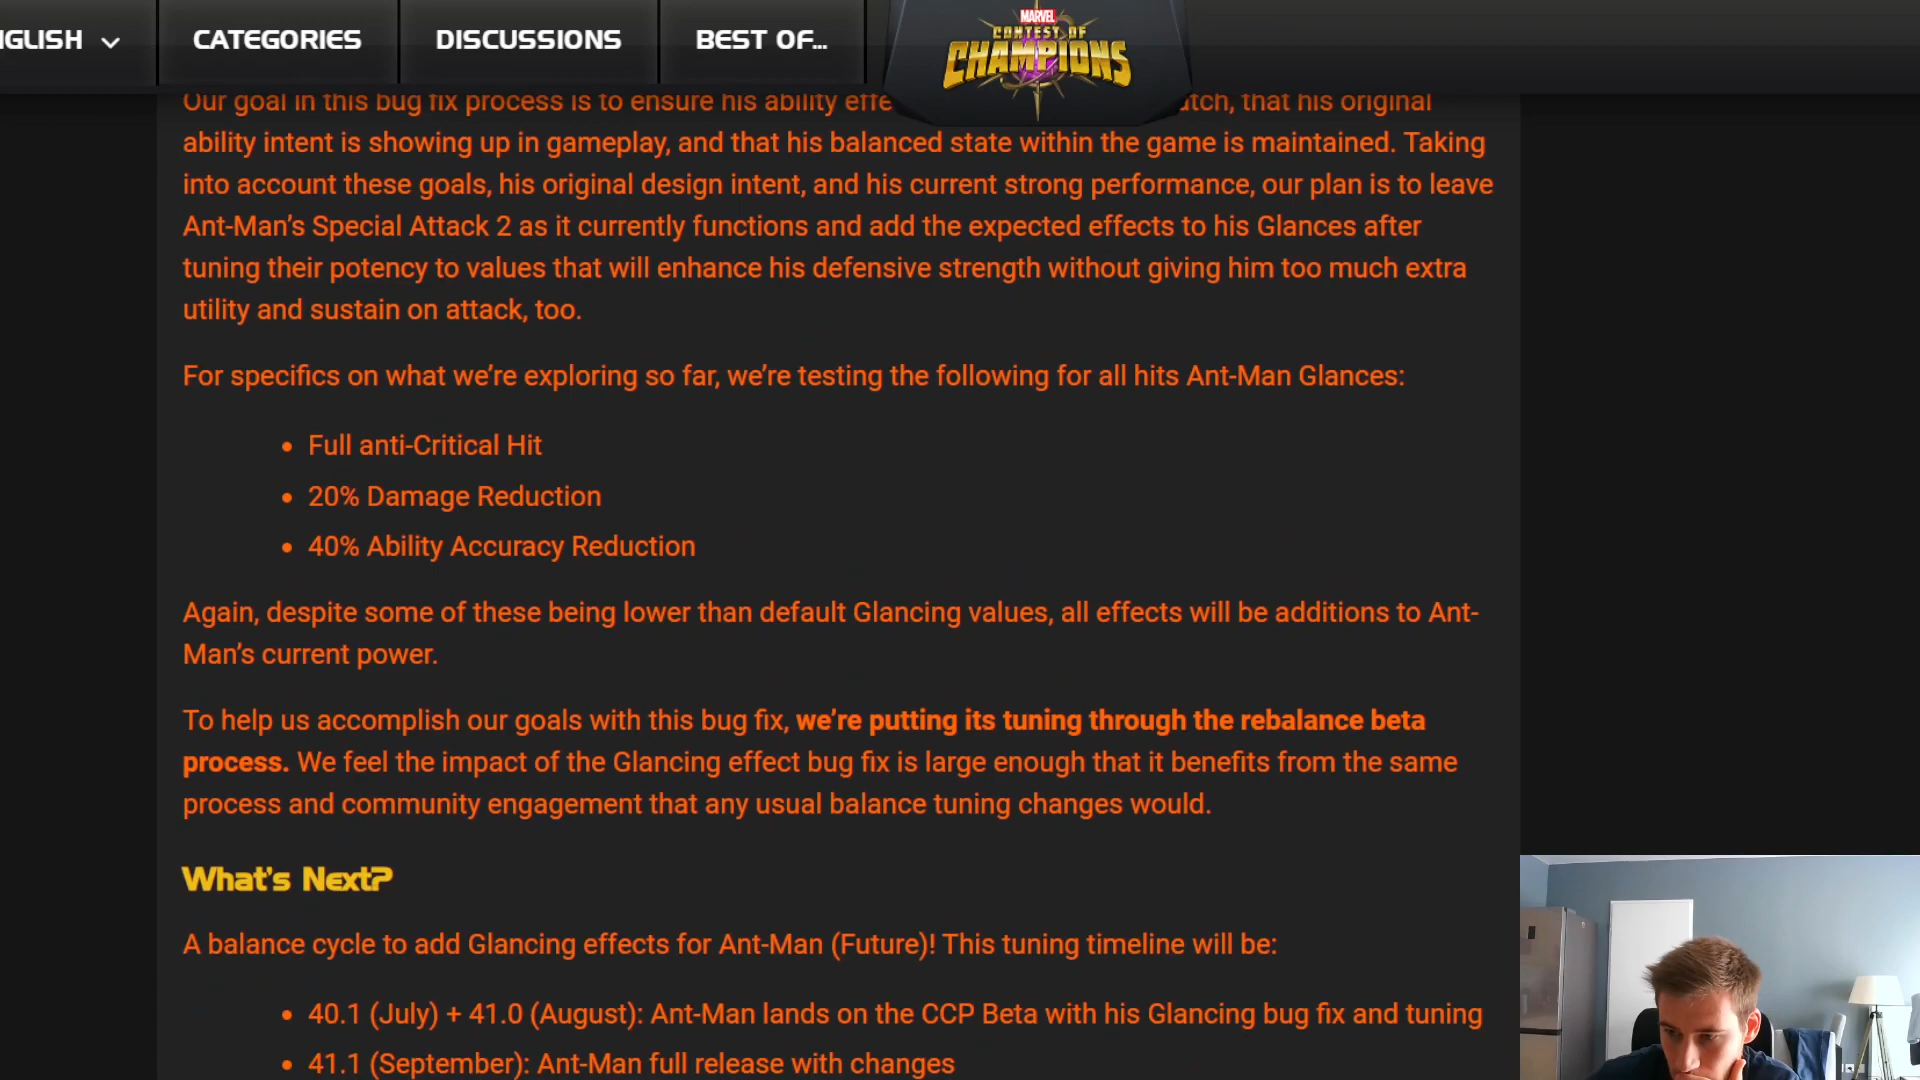 NGLISH CATEGORIES DISCUSSIONS BEST OF... MARVEL
CONTEST OF
CHAMPIONS
Our goal in this bug fix process is to ensure his ability atch, that his original
ability intent is showing up in gameplay, and that his balanced state within the game is maintained. Taking
into account these goals, his original design intent, and his current strong performance, our plan is to leave
Ant-Man’s Special Attack 2 as it currently functions and add the expected effects to his Glances after
tuning their potency to values that will enhance his defensive strength without giving him too much extra
utility and sustain on attack, too.
For specifics on what we’re exploring so far, we’re testing the following for all hits Ant-Man Glances:
• Full anti-Critical Hit
• 20% Damage Reduction
• 40% Ability Accuracy Reduction
Again, despite some of these being lower than default Glancing values, all effects will be additions to Ant-
Man’s current power.
To help us accomplish our goals with this bug fix, we’re putting its tuning through the rebalance beta
process. We feel the impact of the Glancing effect bug fix is large enough that it benefits from the same
process and community engagement that any usual balance tuning changes would.
What's Next?
A balance cycle to add Glancing effects for Ant-Man (Future)! This tuning timeline will be:
• 40.1 (July) + 41.0 (August): Ant-Man lands on the CCP Beta with his Glancing bug fix and tuning
• 41.1 (September): Ant-Man full release with changes